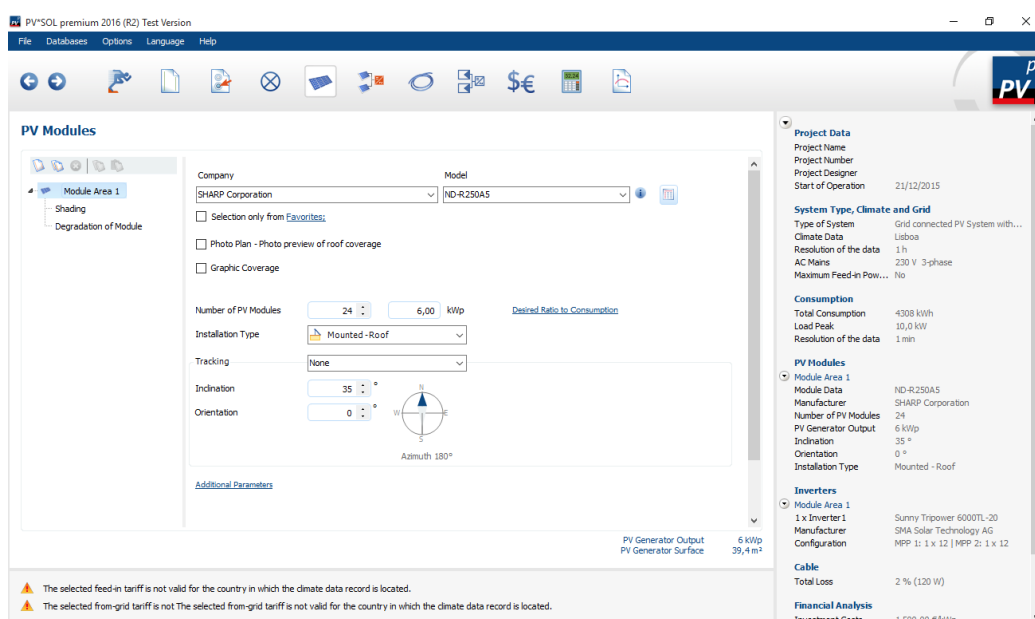 PV*SOL premium 2016 (R2) Test Version
File Databases Options Language Help
PV
PV Modules
Module Area 1
Shading
Degradation of Module
Company Model
SHARP Corporation ND-R250A5
Selection only from Favorites:
Photo Plan - Photo preview of roof coverage
Graphic Coverage
Number of PV Modules 24 6,00 kWp Desired Ratio to Consumption
Installation Type Mounted - Roof
Tracking None
Inclination 35 °
Orientation 0 °
N
W E
S
Azimuth 180°
Additional Parameters
PV Generator Output 6 kWp
PV Generator Surface 39,4 m²
The selected feed-in tariff is not valid for the country in which the climate data record is located.
The selected from-grid tariff is not The selected from-grid tariff is not valid for the country in which the climate data record is located.
Project Data
Project Name
Project Number
Project Designer
Start of Operation 21/12/2015
System Type, Climate and Grid
Type of System Grid connected PV System with...
Climate Data Lisboa
Resolution of the data 1 h
AC Mains 230 V 3-phase
Maximum Feed-in Pow... No
Consumption
Total Consumption 4308 kWh
Load Peak 10,0 kW
Resolution of the data 1 min
PV Modules
Module Area 1
Module Data ND-R250A5
Manufacturer SHARP Corporation
Number of PV Modules 24
PV Generator Output 6 kWp
Inclination 35 °
Orientation 0 °
Installation Type Mounted - Roof
Inverters
Module Area 1
1 x Inverter1 Sunny Tripower 6000TL-20
Manufacturer SMA Solar Technology AG
Configuration MPP 1: 1 x 12 | MPP 2: 1 x 12
Cable
Total Loss 2 % (120 W)
Financial Analysis